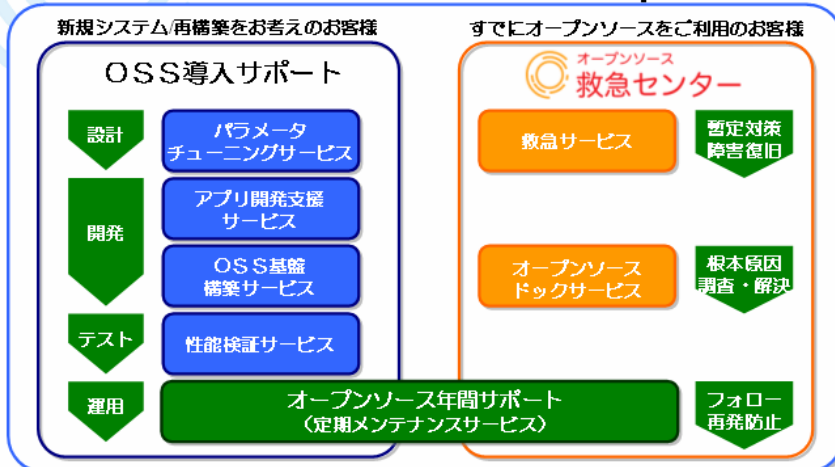 新規システム/再構築をお考えのお客様
OSS導入サポート
設計
パラメータ
チューニングサービス
開発
アプリ開発支援
サービス
OSS基盤
構築サービス
テスト
性能検証サービス
運用
オープンソース年間サポート
(定期メンテナンスサービス)
すでにオープンソースをご利用のお客様
オープンソース
救急センター
救急サービス
暫定対策
障害復旧
オープンソース
ドックサービス
根本原因
調査・解決
フォロー
再発防止